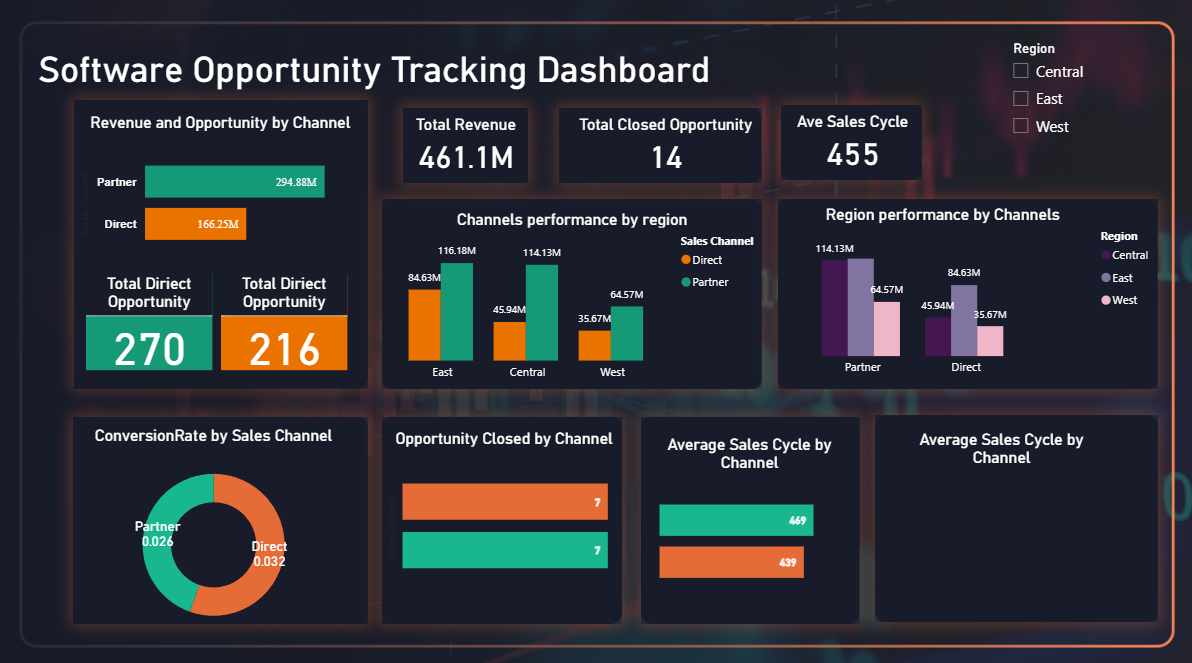 Software Opportunity Tracking Dashboard
Region
Central
East
West
Revenue and Opportunity by Channel
Partner
294.88M
Direct
166.25M
Total Direct
Opportunity
270
Total Direct
Opportunity
216
Total Revenue
461.1M
Total Closed Opportunity
14
Ave Sales Cycle
455
Channels performance by region
Sales Channel
Direct
Partner
84.63M
116.18M
45.94M
114.13M
35.67M
64.57M
East
Central
West
Region performance by Channels
Region
Central
East
West
114.13M
64.57M
45.94M
84.63M
35.67M
Partner
Direct
ConversionRate by Sales Channel
Partner
0.026
Direct
0.032
Opportunity Closed by Channel
7
7
Average Sales Cycle by
Channel
469
439
Average Sales Cycle by
Channel